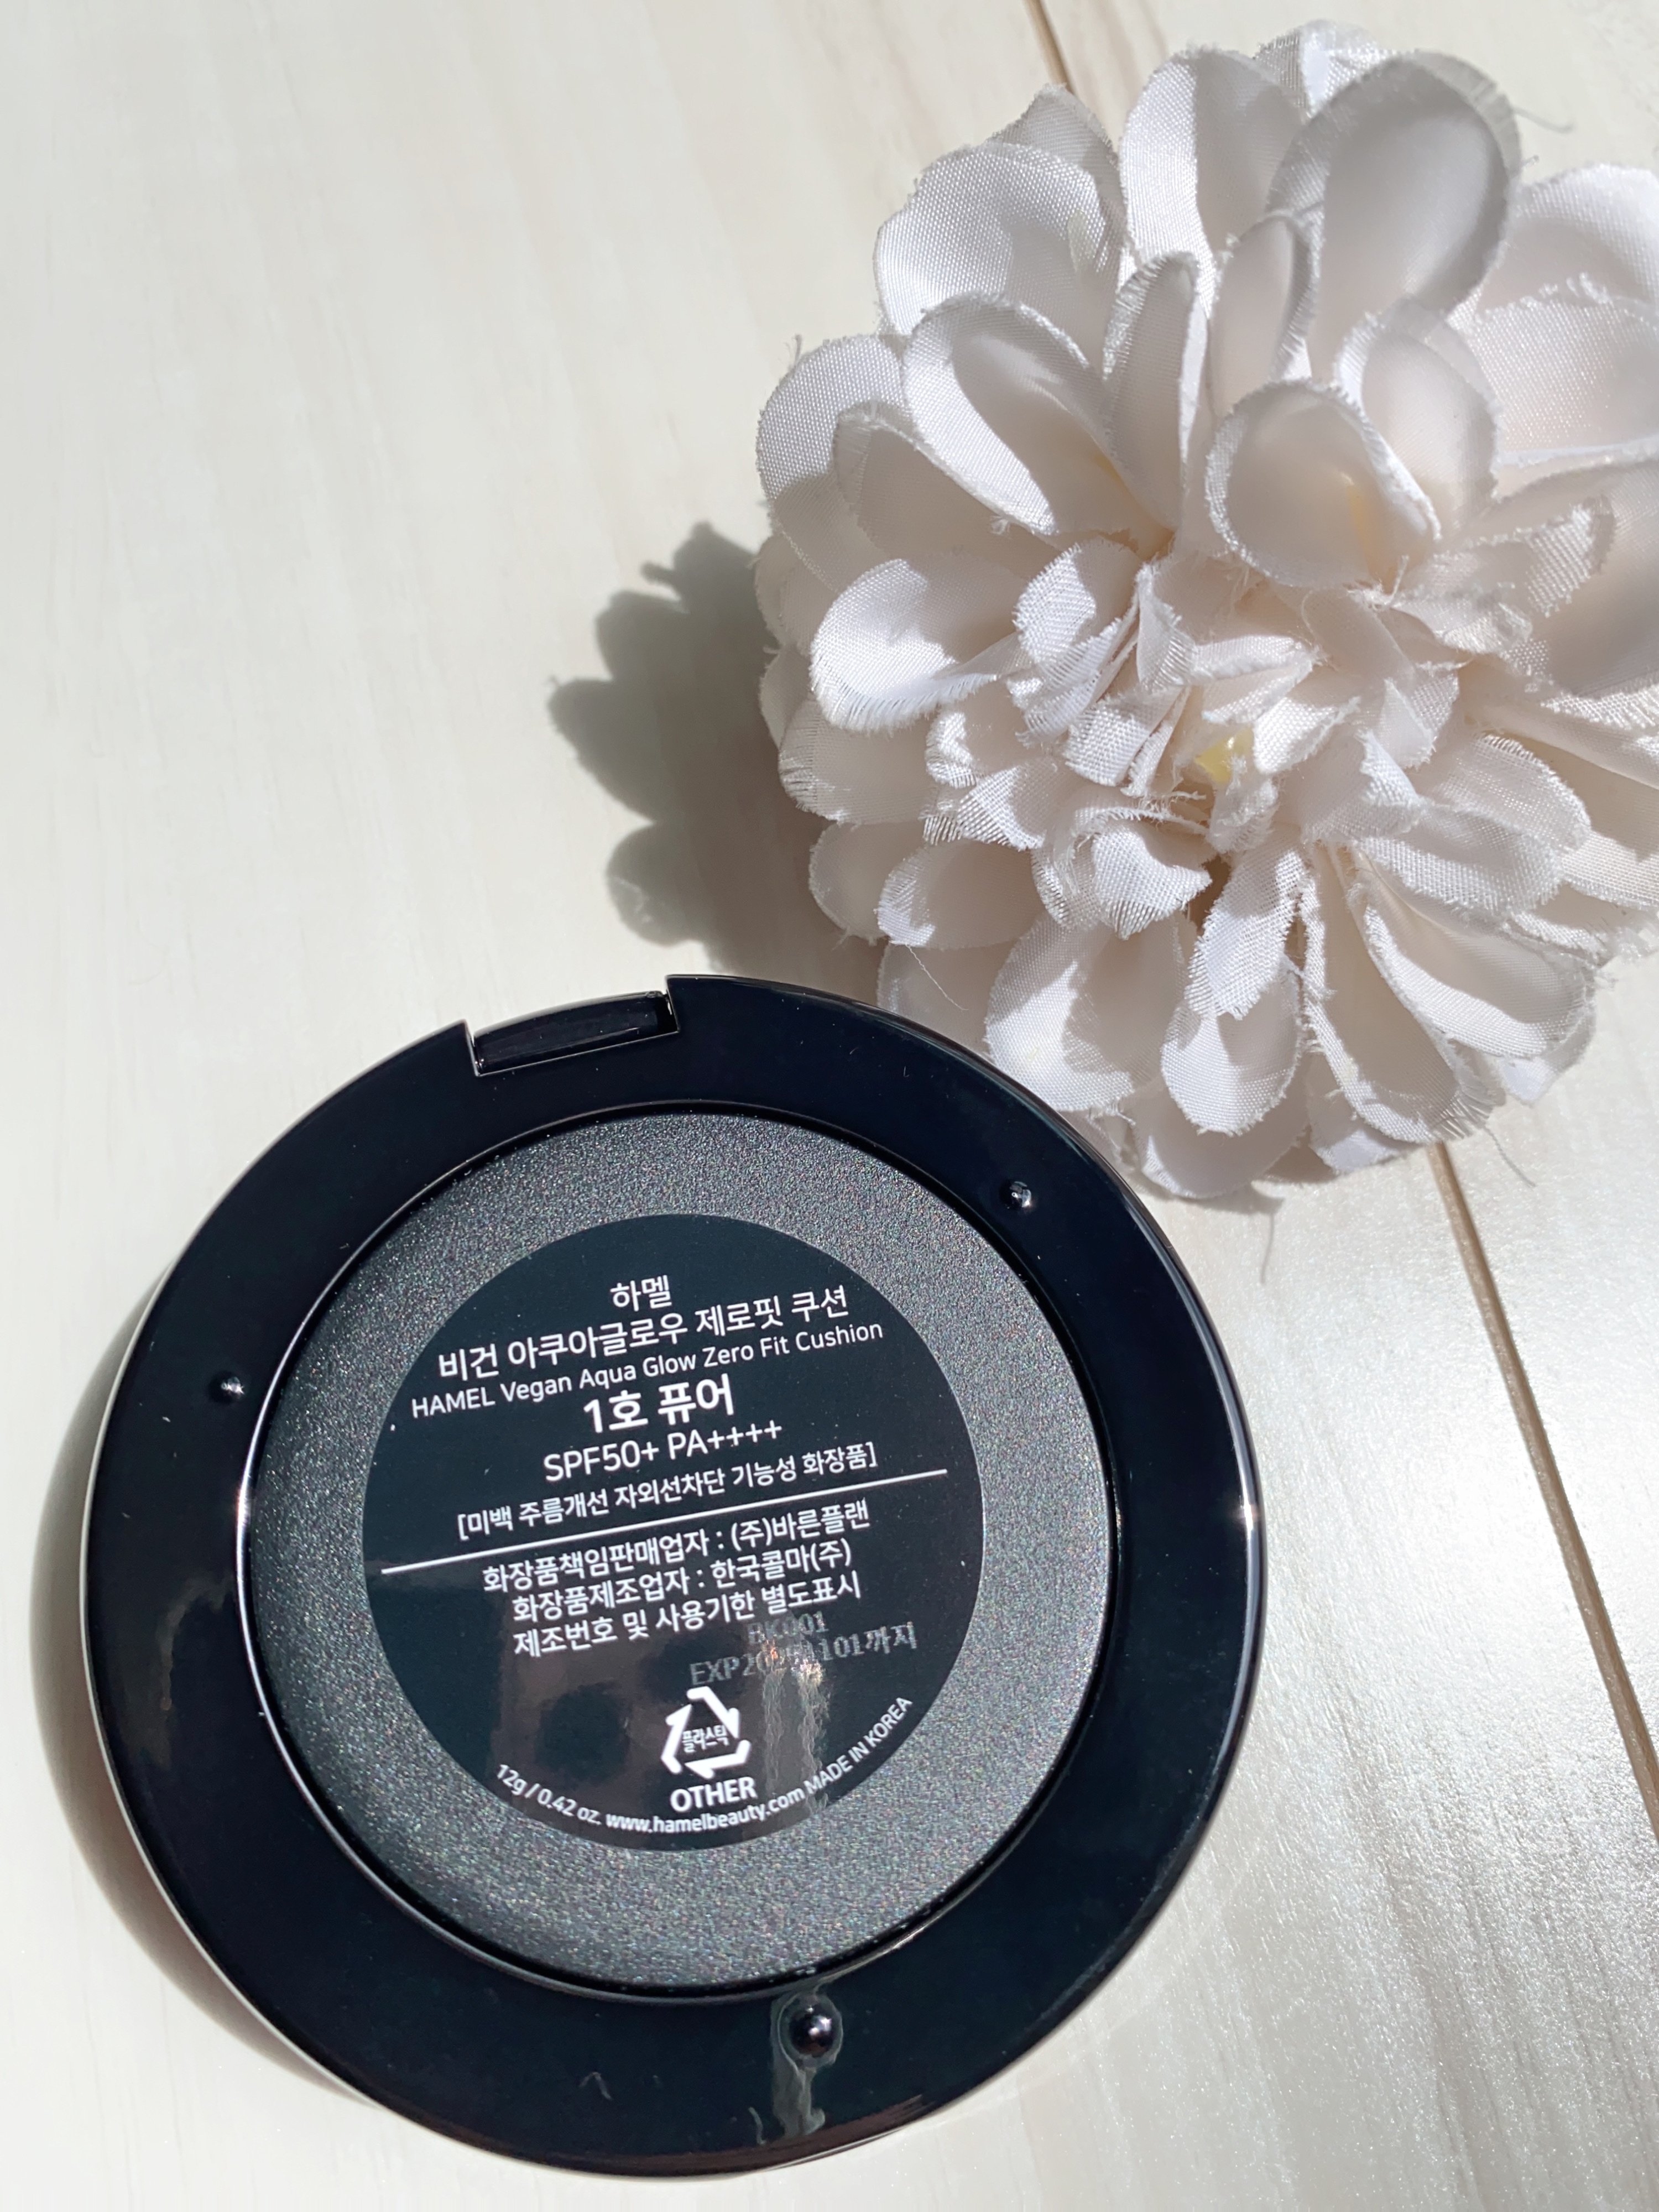 하멜
비건 아쿠아글로우 제로핏 쿠션
HAMEL Vegan Aqua Glow Zero Fit Cushion
1호 퓨어
SPF50+ PA++++
[미백 주름개선 자외선차단 기능성 화장품]
화장품책임판매업자 : (주)바른플랜
화장품제조업자 : 한국콜마(주)
제조번호 및 사용기한 별도표시
플라스틱
OTHER
12g / 0.42 oz. www.hamelbeauty.com MADE IN KOREA